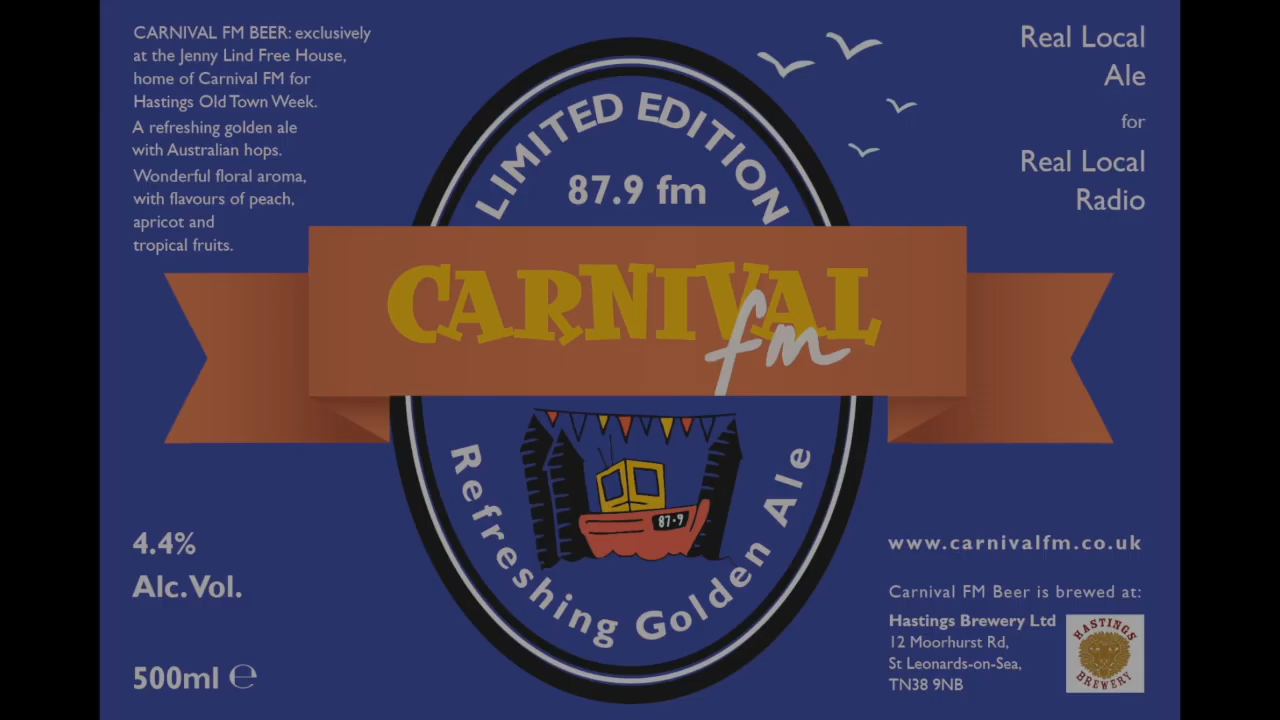 CARNIVAL FM BEER: exclusively
at the Jenny Lind Free House,
home of Carnival FM for
Hastings Old Town Week.
A refreshing golden ale
with Australian hops.
Wonderful floral aroma,
with flavours of peach,
apricot and
tropical fruits.
Real Local
Ale
for
Real Local
Radio
LIMITED EDITION
87.9 fm
CARNIVAL
fm
87·9
Refreshing Golden Ale
4.4%
Alc.Vol.
500ml ℮
www.carnivalfm.co.uk
Carnival FM Beer is brewed at:
Hastings Brewery Ltd
12 Moorhurst Rd,
St Leonards-on-Sea,
TN38 9NB
HASTINGS
BREWERY